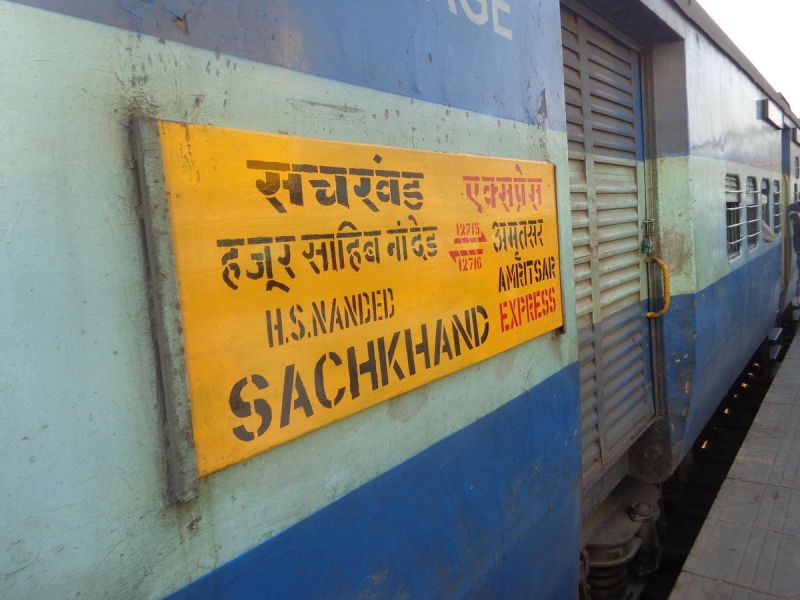 सचखंड एक्सप्रेस
हजूर साहिब नांदेड़ 12715 12716 अमृतसर
H.S.NANDED AMRITSAR
SACHKHAND EXPRESS